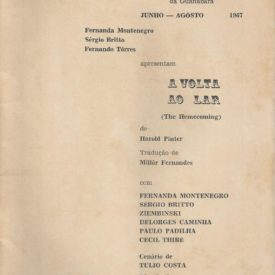 da Guanabara
JUNHO — AGOSTO 1967
Fernanda Montenegro
Sérgio Britto
Fernando Tôrres
apresentam
A VOLTA
AO LAR
(The Homecoming)
de
Harold Pinter
Tradução de
Millôr Fernandes
com
FERNANDA MONTENEGRO
SERGIO BRITTO
ZIEMBINSKI
DELORGES CAMINHA
PAULO PADILHA
CECIL THIRE
Cenário de
TULIO COSTA